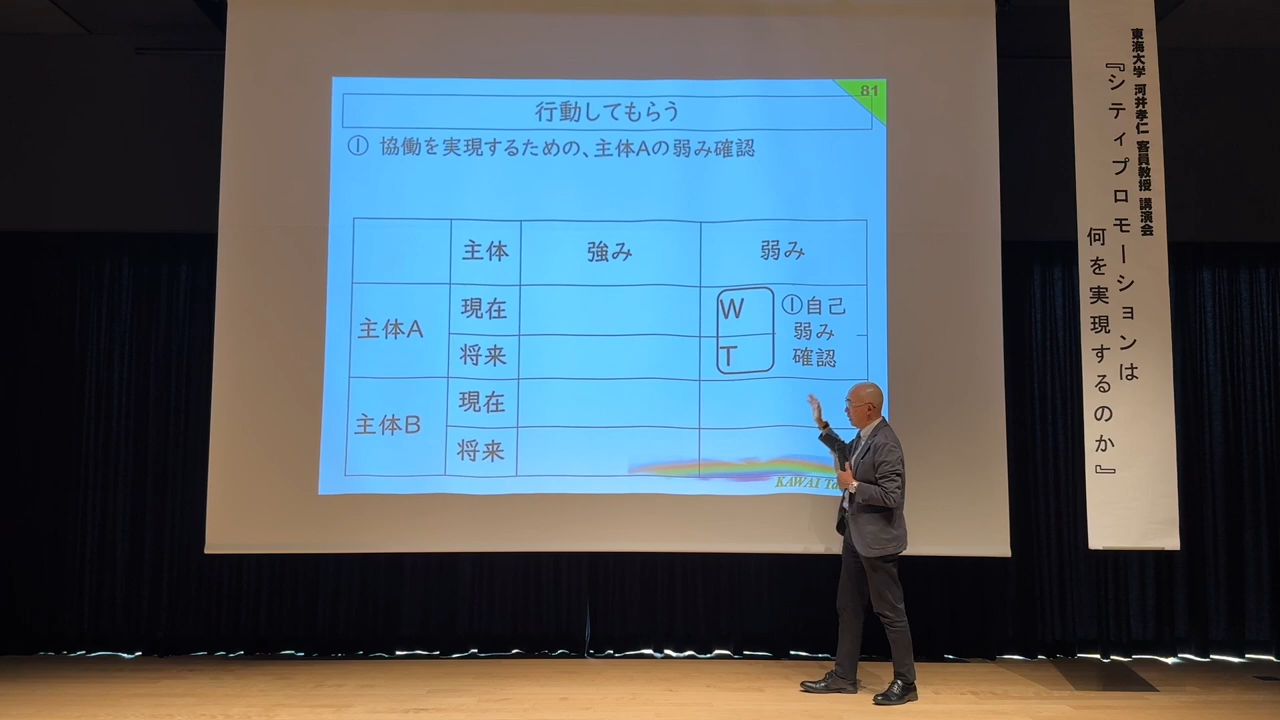 81
行動してもらう
① 協働を実現するための、主体Aの弱み確認
主体
強み
弱み
主体A
現在
W
①自己
弱み
確認
将来
T
主体B
現在
将来
KAWAI
東海大学 河井孝仁 客員教授 講演会
『シティプロモーションは
何を実現するのか』